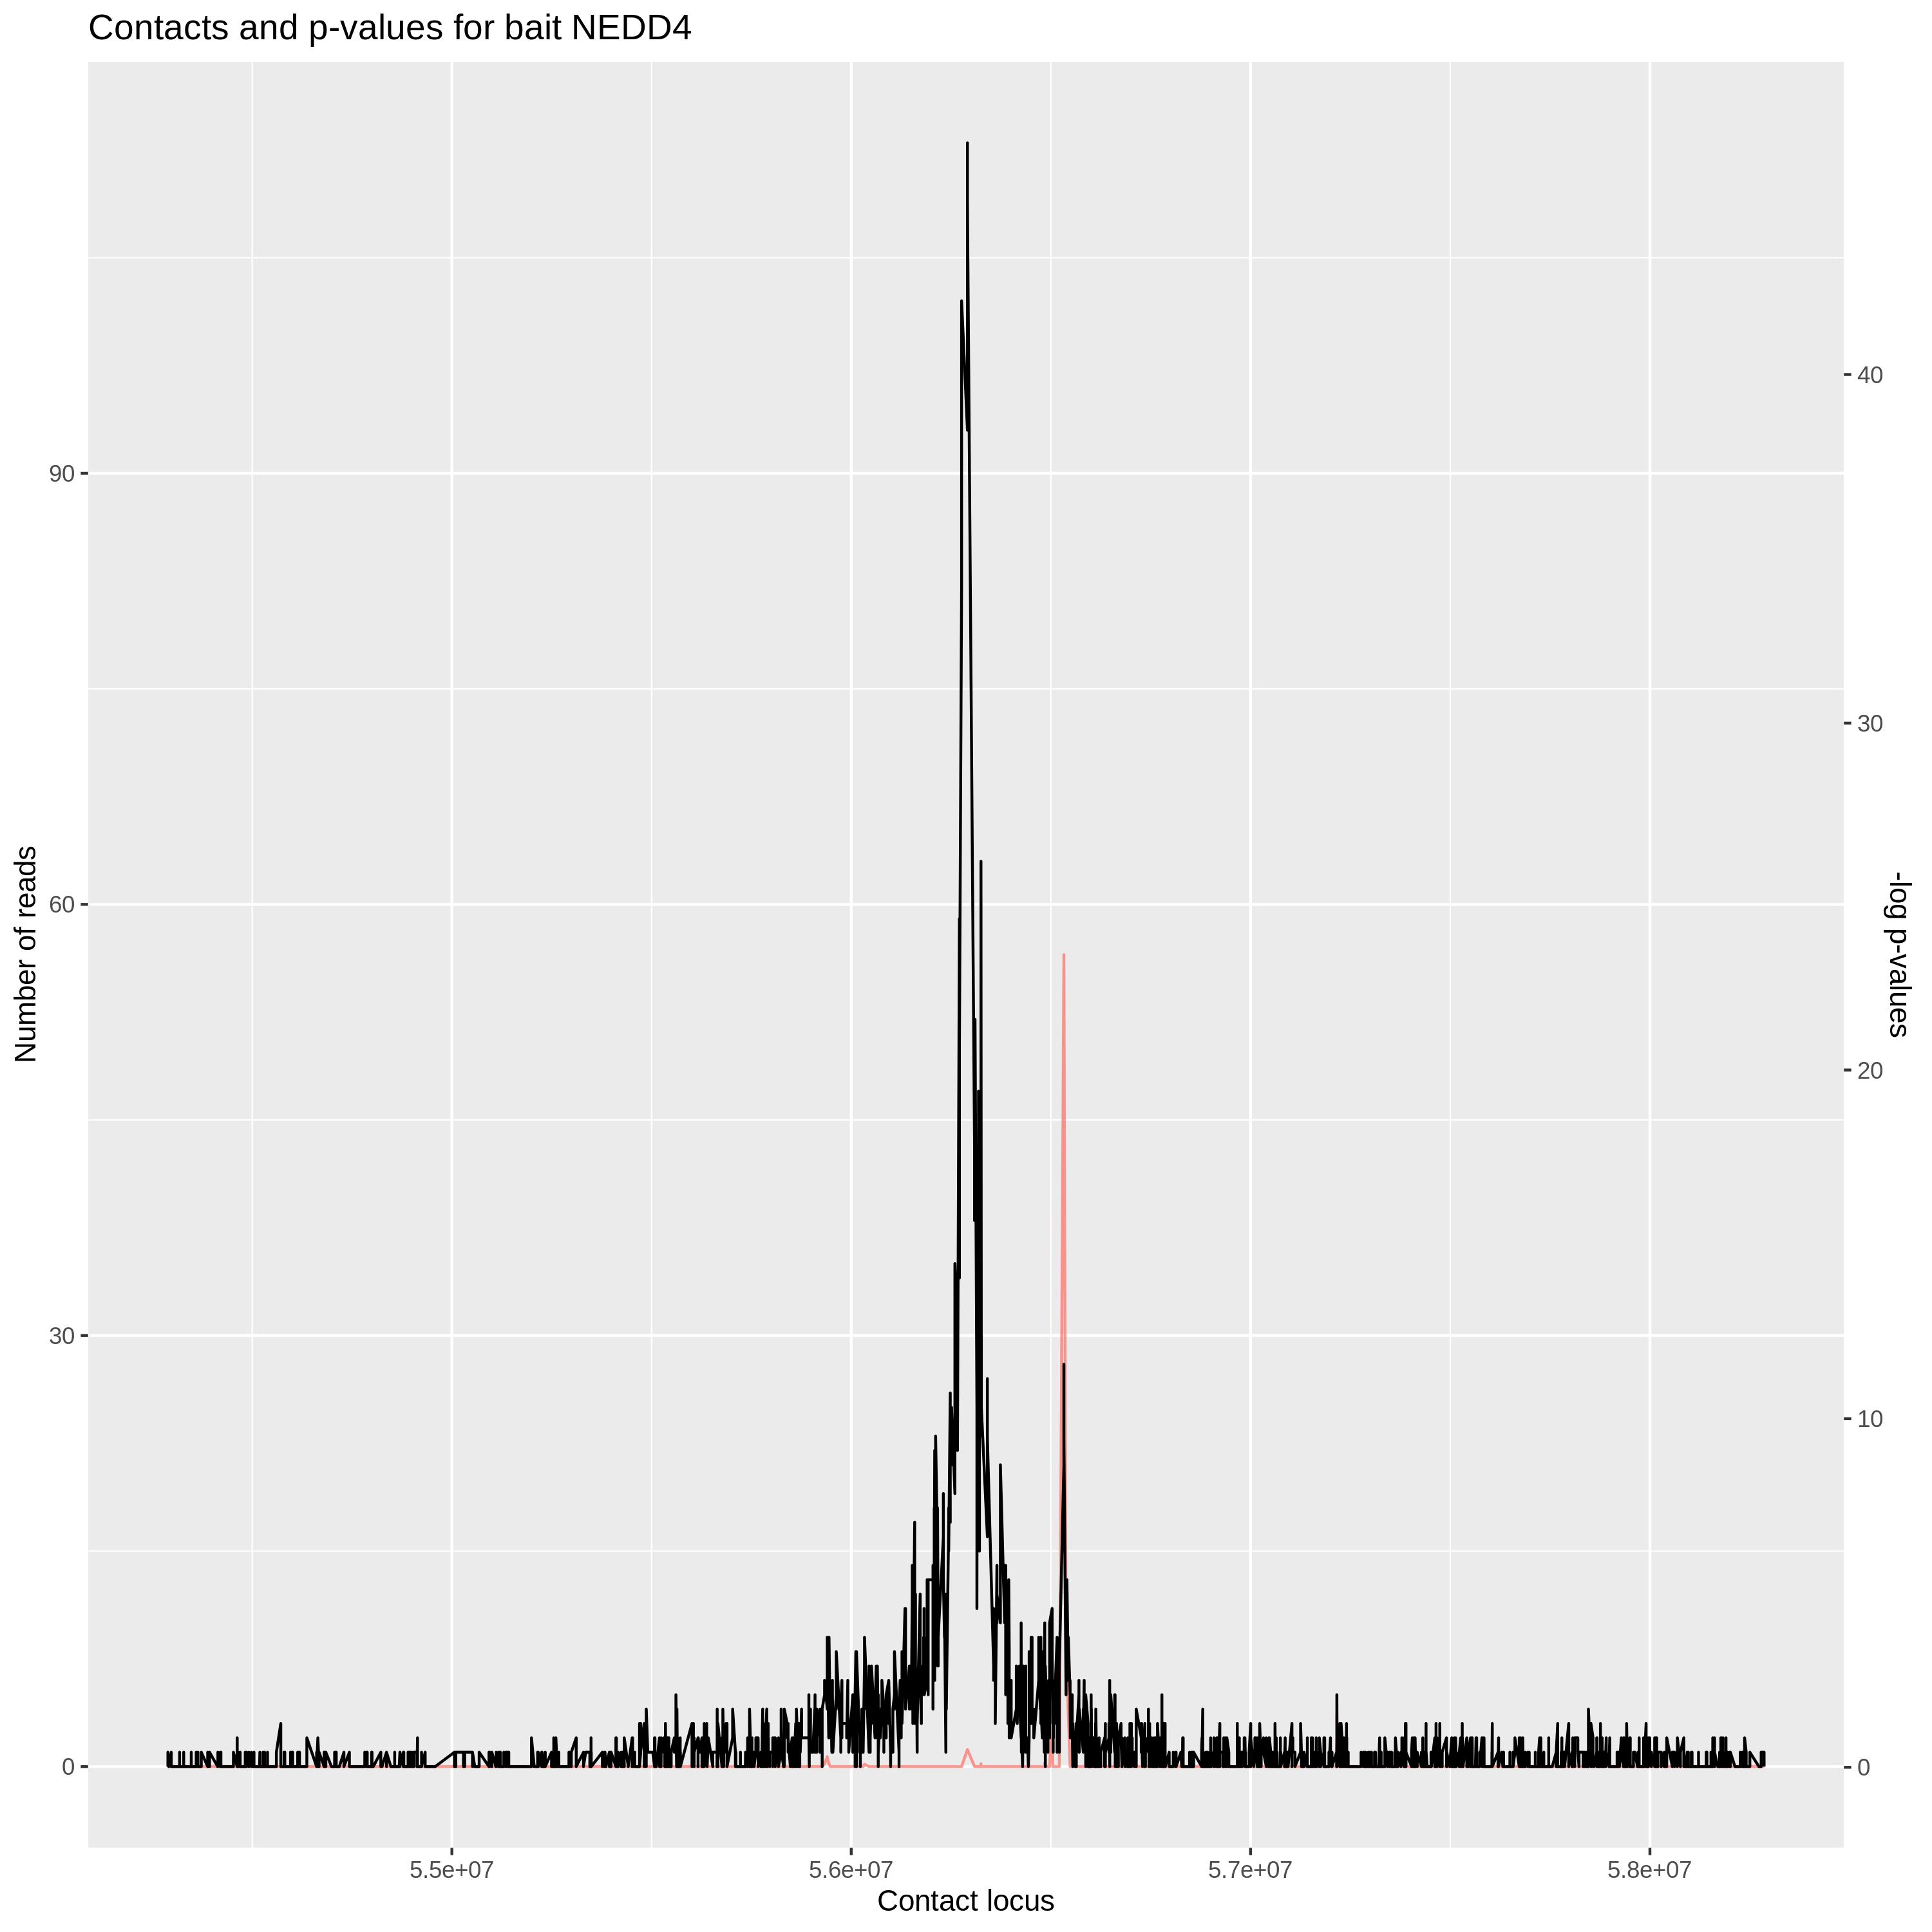 Contacts and p-values for bait NEDD4
Number of reads
90
60
30
0
40
30
20
10
0
-log p-values
5.5e+07 5.6e+07 5.7e+07 5.8e+07
Contact locus